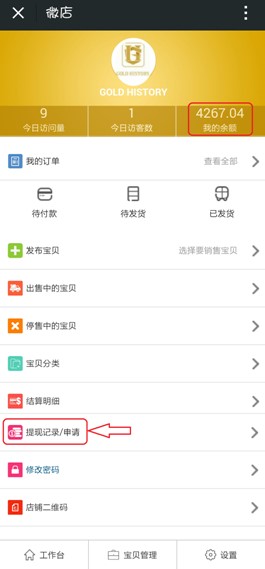 微店
GOLD HISTORY
GOLD HISTORY
9
今日访问量
1
今日访客数
4267.04
我的余额
我的订单
查看全部
待付款
待发货
已发货
发布宝贝
选择要销售宝贝
出售中的宝贝
停售中的宝贝
宝贝分类
结算明细
提现记录/申请
修改密码
店铺二维码
工作台
宝贝管理
设置